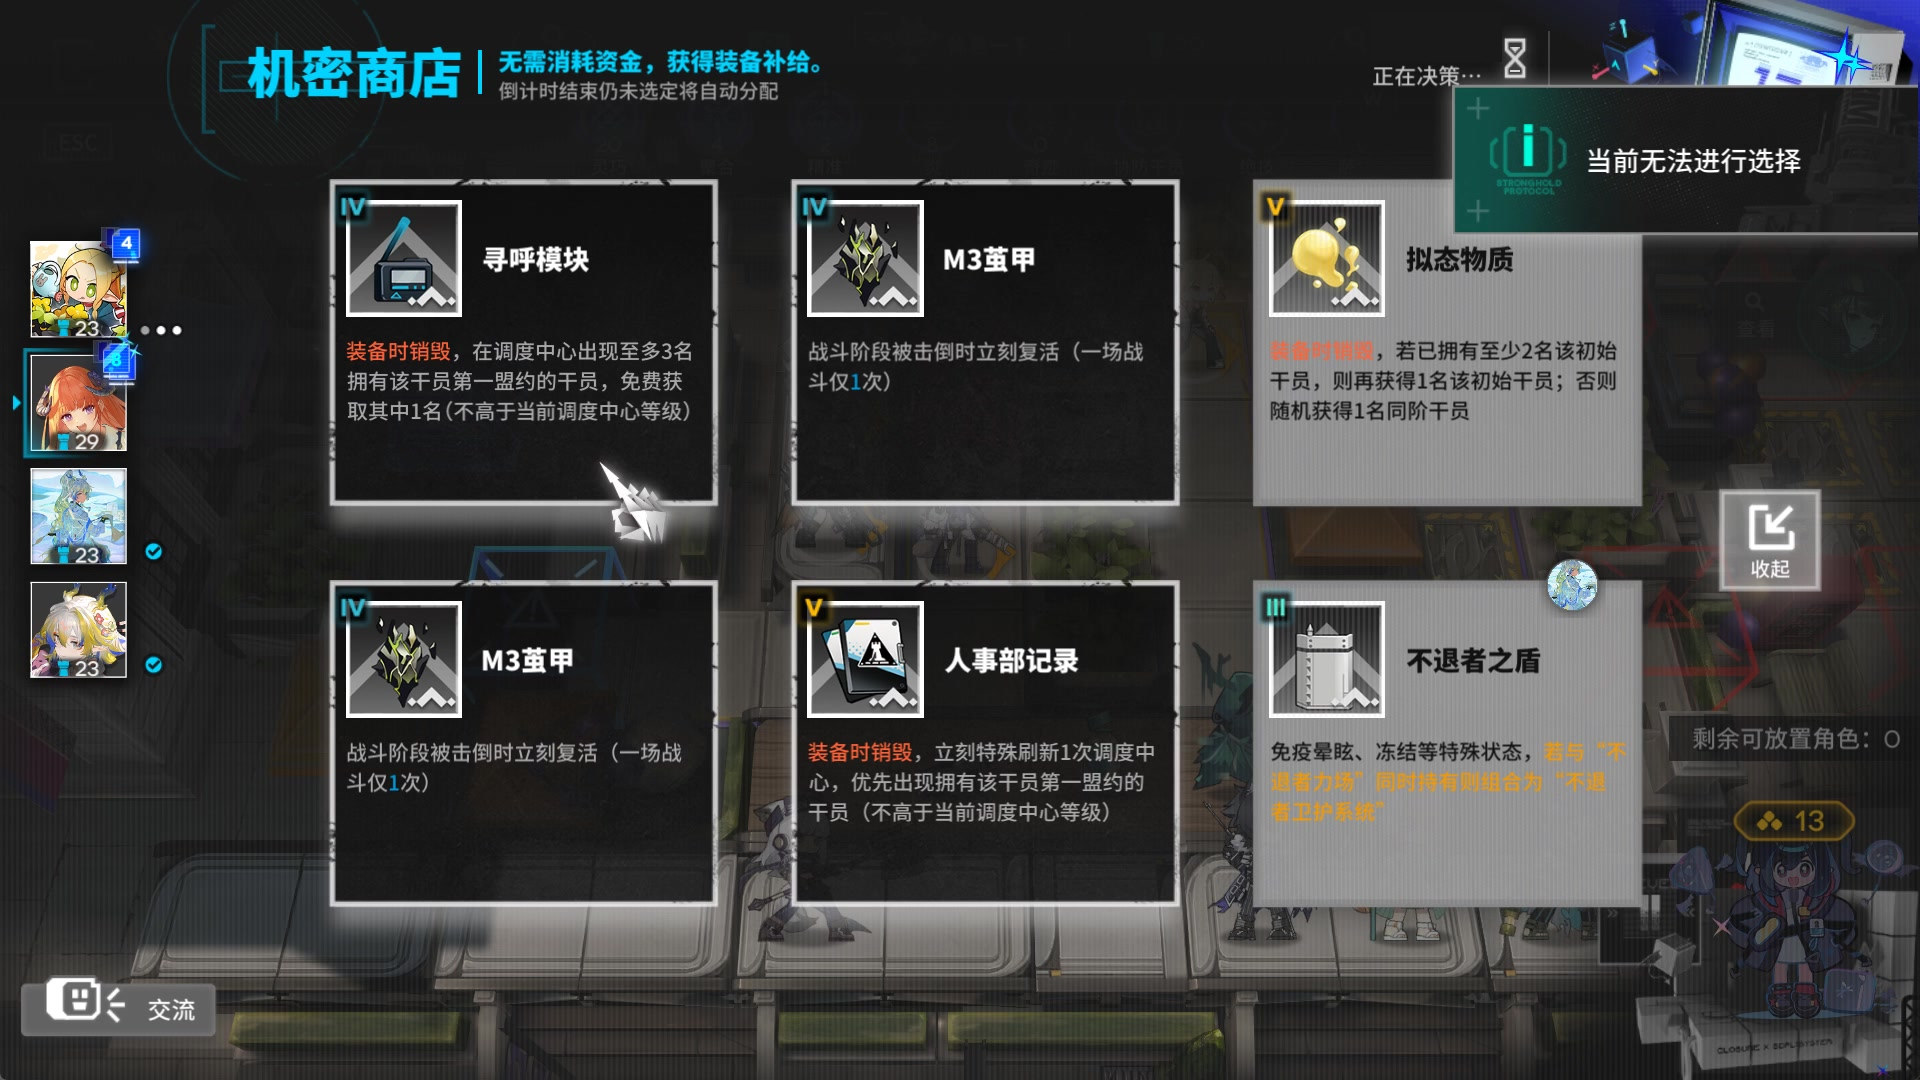 机密商店
无需消耗资金，获得装备补给。
倒计时结束仍未选定将自动分配
正在决策…
ESC
STRONGHOLD
PROTOCOL
当前无法进行选择
IV
寻呼模块
装备时销毁，在调度中心出现至多3名
拥有该干员第一盟约的干员，免费获
取其中1名（不高于当前调度中心等级）
IV
M3茧甲
战斗阶段被击倒时立刻复活（一场战
斗仅1次）
V
拟态物质
装备时销毁，若已拥有至少2名该初始
干员，则再获得1名该初始干员；否则
随机获得1名同阶干员
4
23
3
29
23
23
收起
IV
M3茧甲
战斗阶段被击倒时立刻复活（一场战
斗仅1次）
V
人事部记录
装备时销毁，立刻特殊刷新1次调度中
心，优先出现拥有该干员第一盟约的
干员（不高于当前调度中心等级）
III
不退者之盾
免疫晕眩、冻结等特殊状态，若与“不
退者力场”同时持有则组合为“不退
者卫护系统”
剩余可放置角色：0
13
交流